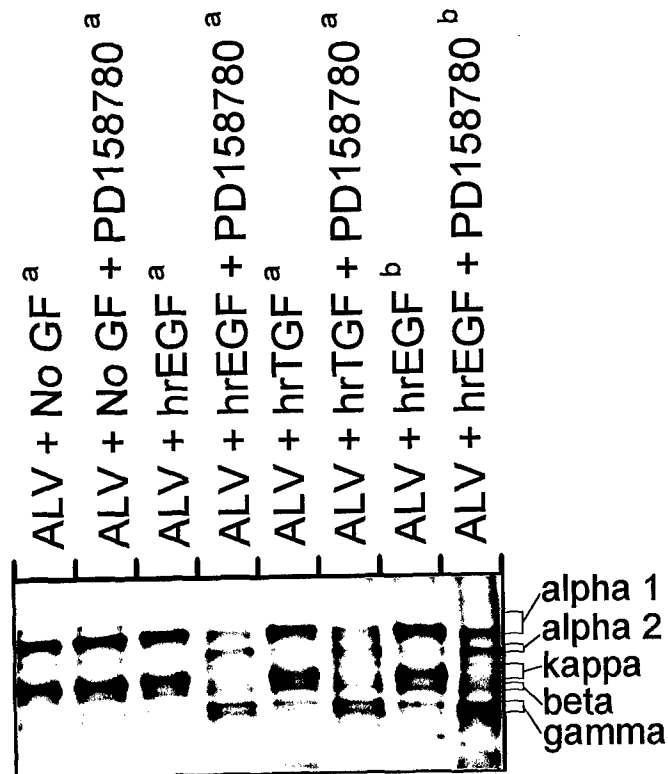 ALV + No GF a
ALV + No GF + PD158780 a
ALV + hrEGF a
ALV + hrEGF + PD158780 a
ALV + hrTGF a
ALV + hrTGF + PD158780 a
ALV + hrEGF b
ALV + hrEGF + PD158780 b
alpha 1
alpha 2
kappa
beta
gamma